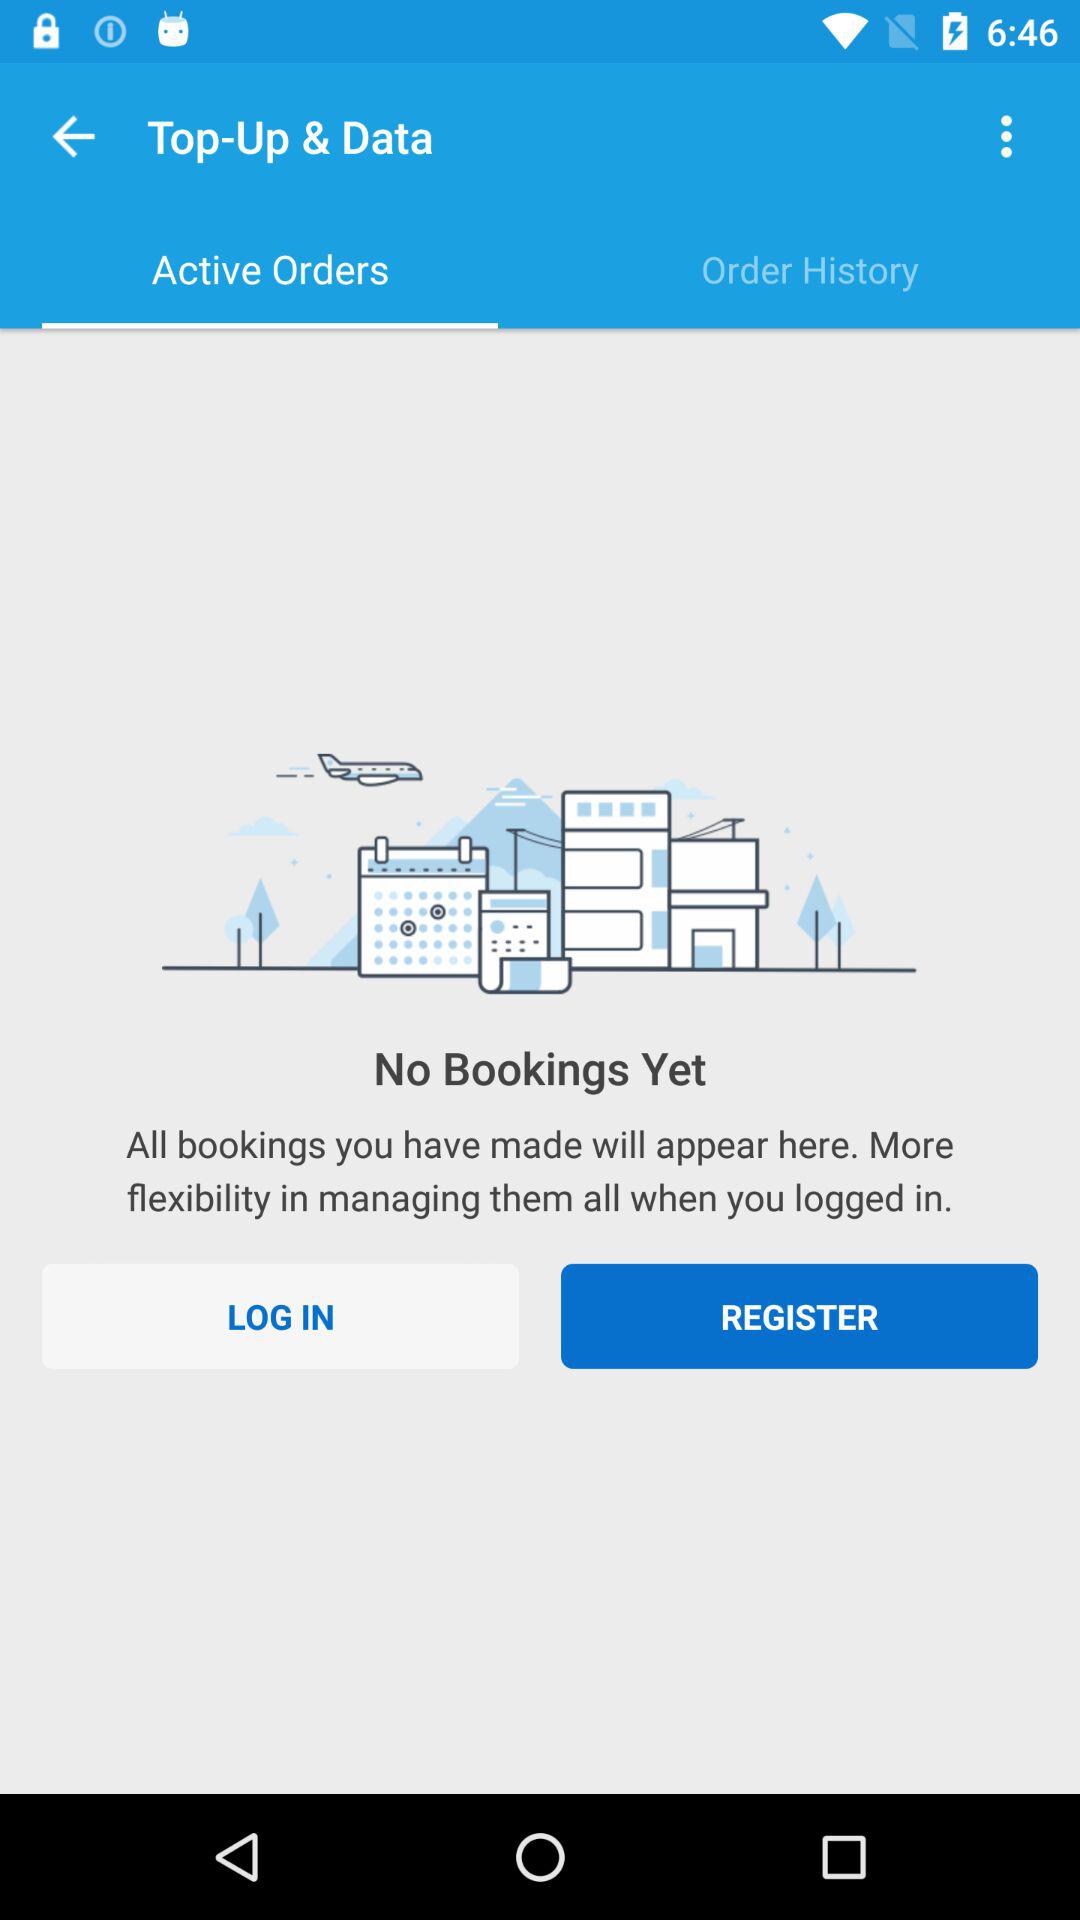 6:46
Top-Up & Data
Active Orders
Order History
No Bookings Yet
All bookings you have made will appear here. More
flexibility in managing them all when you logged in.
LOG IN
REGISTER